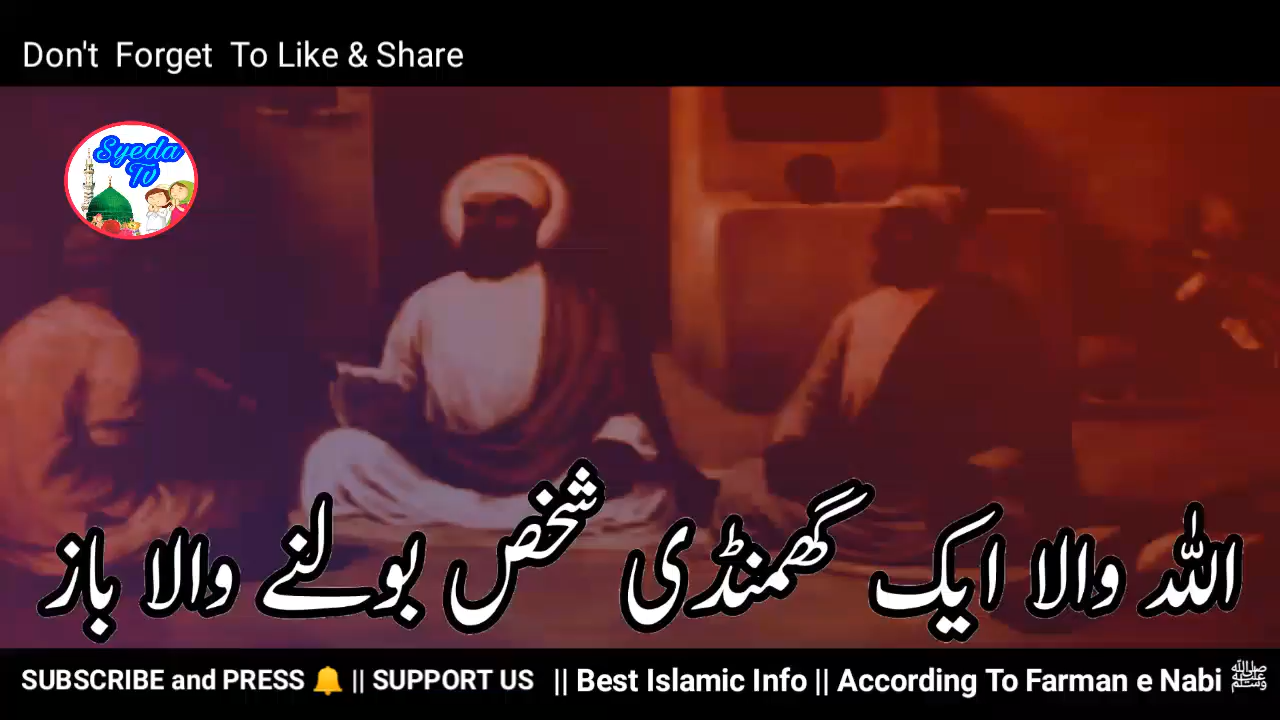 Don't Forget To Like & Share
Syeda
Tv
الله والا ایک گھمنڈی شخص بولنے والا باز
SUBSCRIBE and PRESS 🔔 || SUPPORT US || Best Islamic Info || According To Farman e Nabi ﷺ